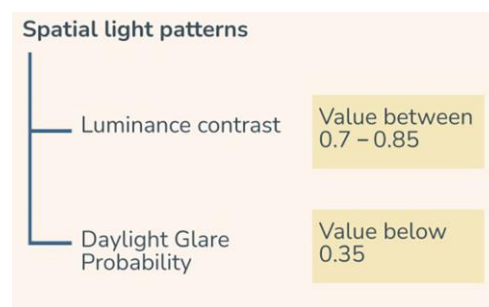 Spatial light patterns
Luminance contrast
Value between
0.7 – 0.85
Daylight Glare
Probability
Value below
0.35